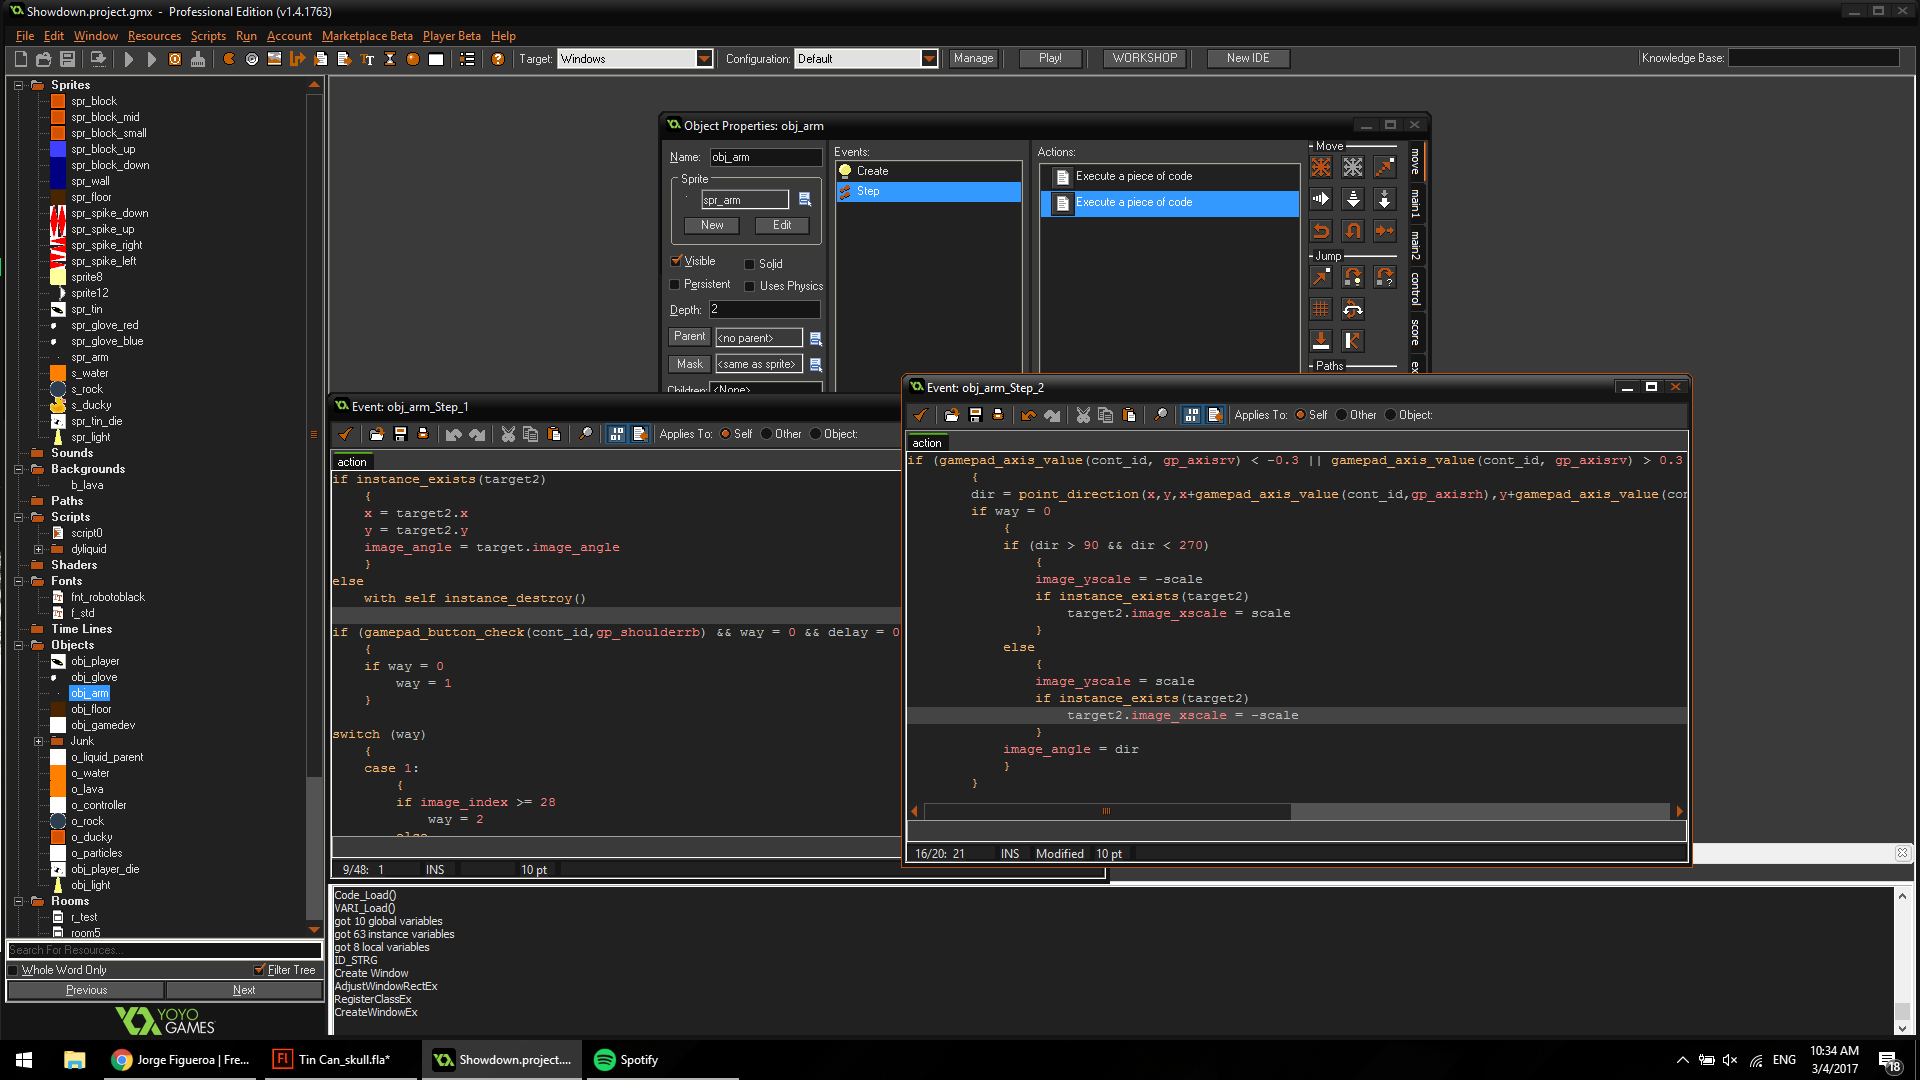 Showdown.project.gmx  -  Professional Edition (v1.4.1763)
File Edit Window Resources Scripts Run Account Marketplace Beta Player Beta Help
Target: Windows Configuration: Default Manage Play! WORKSHOP New IDE Knowledge Base:
Sprites
spr_block
spr_block_mid
spr_block_small
spr_block_up
spr_block_down
spr_wall
spr_floor
spr_spike_down
spr_spike_up
spr_spike_right
spr_spike_left
sprite8
sprite12
spr_tin
spr_glove_red
spr_glove_blue
spr_arm
s_water
s_rock
s_ducky
spr_tin_die
spr_light
Sounds
Backgrounds
b_lava
Paths
Scripts
script0
dyliquid
Shaders
Fonts
fnt_robotoblack
f_std
Time Lines
Objects
obj_player
obj_glove
obj_arm
obj_floor
obj_gamedev
Junk
o_liquid_parent
o_water
o_lava
o_controller
o_rock
o_ducky
o_particles
obj_player_die
obj_light
Rooms
r_test
room5
Search For Resources...
Whole Word Only Filter Tree
Previous Next
YOYO
GAMES
Object Properties: obj_arm
Name: obj_arm
Sprite
spr_arm
New Edit
Visible Solid
Persistent Uses Physics
Depth: 2
Parent <no parent>
Mask <same as sprite>
Children <None>
Events:
Create
Step
Actions:
Execute a piece of code
Execute a piece of code
Move
Jump
Paths
move
main1
main2
control
score
Event: obj_arm_Step_1
Applies To: Self Other Object:
action
if instance_exists(target2)
{
x = target2.x
y = target2.y
image_angle = target.image_angle
}
else
with self instance_destroy()
if (gamepad_button_check(cont_id,gp_shoulderrb) && way = 0 && delay = 0
{
if way = 0
way = 1
}
switch (way)
{
case 1:
{
if image_index >= 28
way = 2
else
9/48: 1 INS 10 pt
Event: obj_arm_Step_2
Applies To: Self Other Object:
action
if (gamepad_axis_value(cont_id, gp_axisrv) < -0.3 || gamepad_axis_value(cont_id, gp_axisrv) > 0.3
{
dir = point_direction(x,y,x+gamepad_axis_value(cont_id,gp_axisrh),y+gamepad_axis_value(con
if way = 0
{
if (dir > 90 && dir < 270)
{
image_yscale = -scale
if instance_exists(target2)
target2.image_xscale = scale
}
else
{
image_yscale = scale
if instance_exists(target2)
target2.image_xscale = -scale
}
image_angle = dir
}
}
16/20: 21 INS Modified 10 pt
Code_Load()
VARI_Load()
got 10 global variables
got 63 instance variables
got 8 local variables
ID_STRG
Create Window
AdjustWindowRectEx
RegisterClassEx
CreateWindowEx
Jorge Figueroa | Fre...
Tin Can_skull.fla*
Showdown.project....
Spotify
ENG
10:34 AM
3/4/2017
18